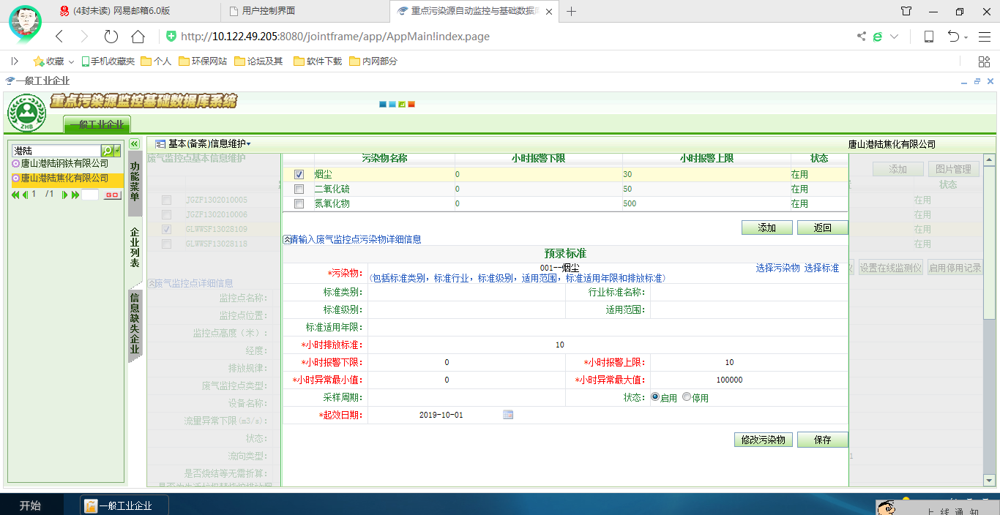 (4封未读) 网易邮箱6.0版
用户控制界面
重点污染源自动监控与基础数据库
http://10.122.49.205:8080/jointframe/app/AppMain!index.page
收藏
手机收藏夹
个人
环保网站
论坛及其
软件下载
内网部分
一般工业企业
ZHB
重点污染源监控基础数据库系统
一般工业企业
港陆
唐山港陆钢铁有限公司
唐山港陆焦化有限公司
1 /1
GO
功能菜单
企业列表
信息缺失企业
基本(备案)信息维护
唐山港陆焦化有限公司
废气监控点基本信息维护
添加 图片管理
状态
JGZF1302010005 在用
JGZF1302010006 在用
GLWWSF13028109 在用
GLWWSF13028118 在用
设置在线监测仪 启用停用记录
废气监控点详细信息
监控点名称：
监控点位置：
监控点高度（米）：
经度：
排放规律：
废气监控点类型：
设备名称：
流量异常下限(m3/s)：
状态：
流向类型：
是否烧结等无需折算：
污染物名称 小时报警下限 小时报警上限 状态
烟尘 0 30 在用
二氧化硫 0 50 在用
氮氧化物 0 500 在用
添加 返回
请输入废气监控点污染物详细信息
预录标准
*污染物： 001--烟尘 选择污染物 选择标准
(包括标准类别，标准行业，标准级别，适用范围，标准适用年限和排放标准)
标准类别： 行业标准名称：
标准级别： 适用范围：
标准适用年限：
*小时排放标准： 10
*小时报警下限： 0 *小时报警上限： 10
*小时异常最小值： 0 *小时异常最大值： 100000
采样周期： 状态： 启用 停用
*起效日期： 2019-10-01
修改污染物 保存
1
开始
一般工业企业
上线通知